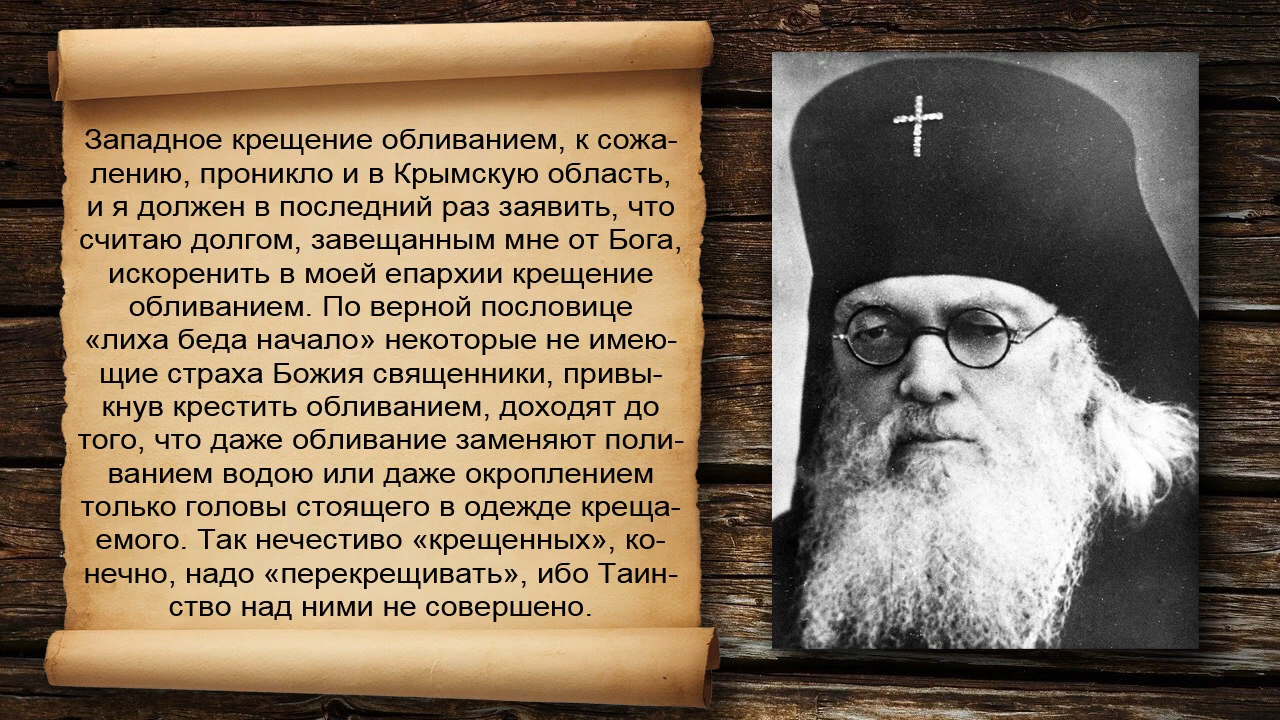 Западное крещение обливанием, к сожа-
лению, проникло и в Крымскую область,
и я должен в последний раз заявить, что
считаю долгом, завещанным мне от Бога,
искоренить в моей епархии крещение
обливанием. По верной пословице
«лиха беда начало» некоторые не имею-
щие страха Божия священники, привы-
кнув крестить обливанием, доходят до
того, что даже обливание заменяют поли-
ванием водою или даже окроплением
только головы стоящего в одежде креща-
емого. Так нечестиво «крещенных», ко-
нечно, надо «перекрещивать», ибо Таин-
ство над ними не совершено.